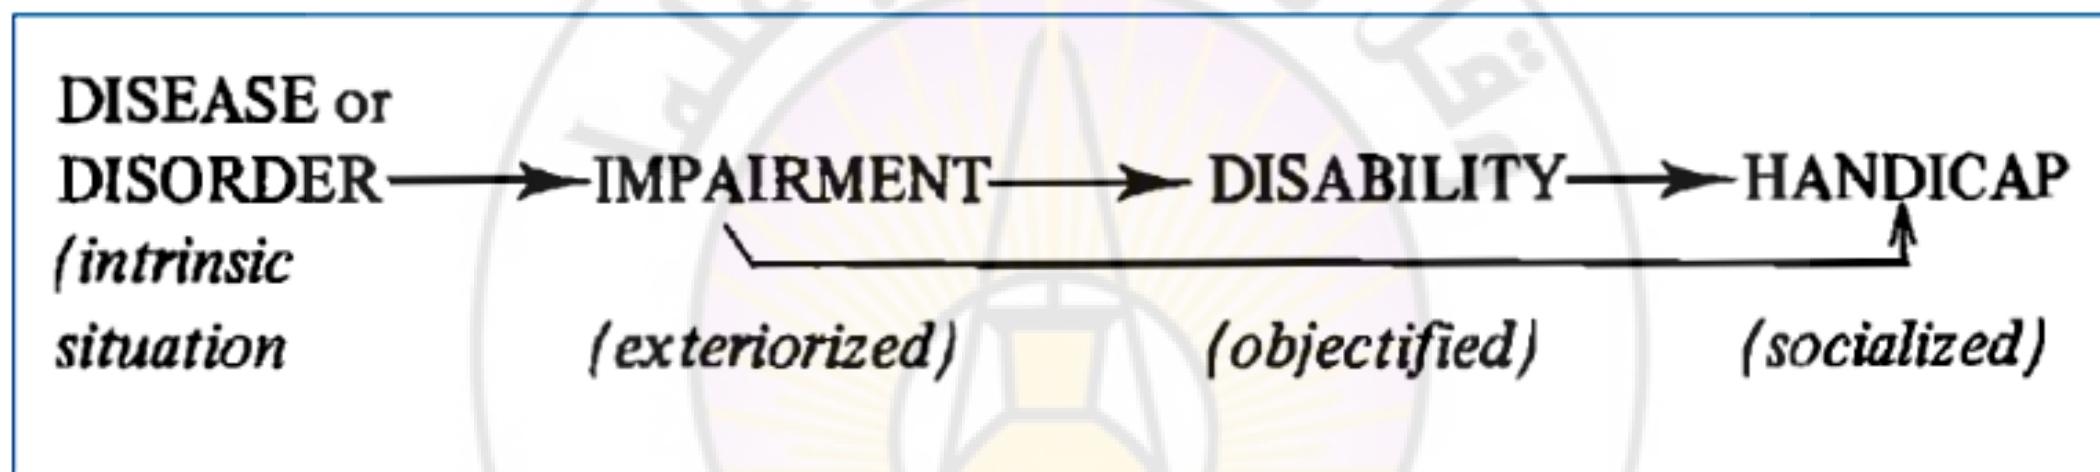 DISEASE or
DISORDER IMPAIRMENT DISABILITY HANDICAP
(intrinsic
situation (exteriorized) (objectified) (socialized)